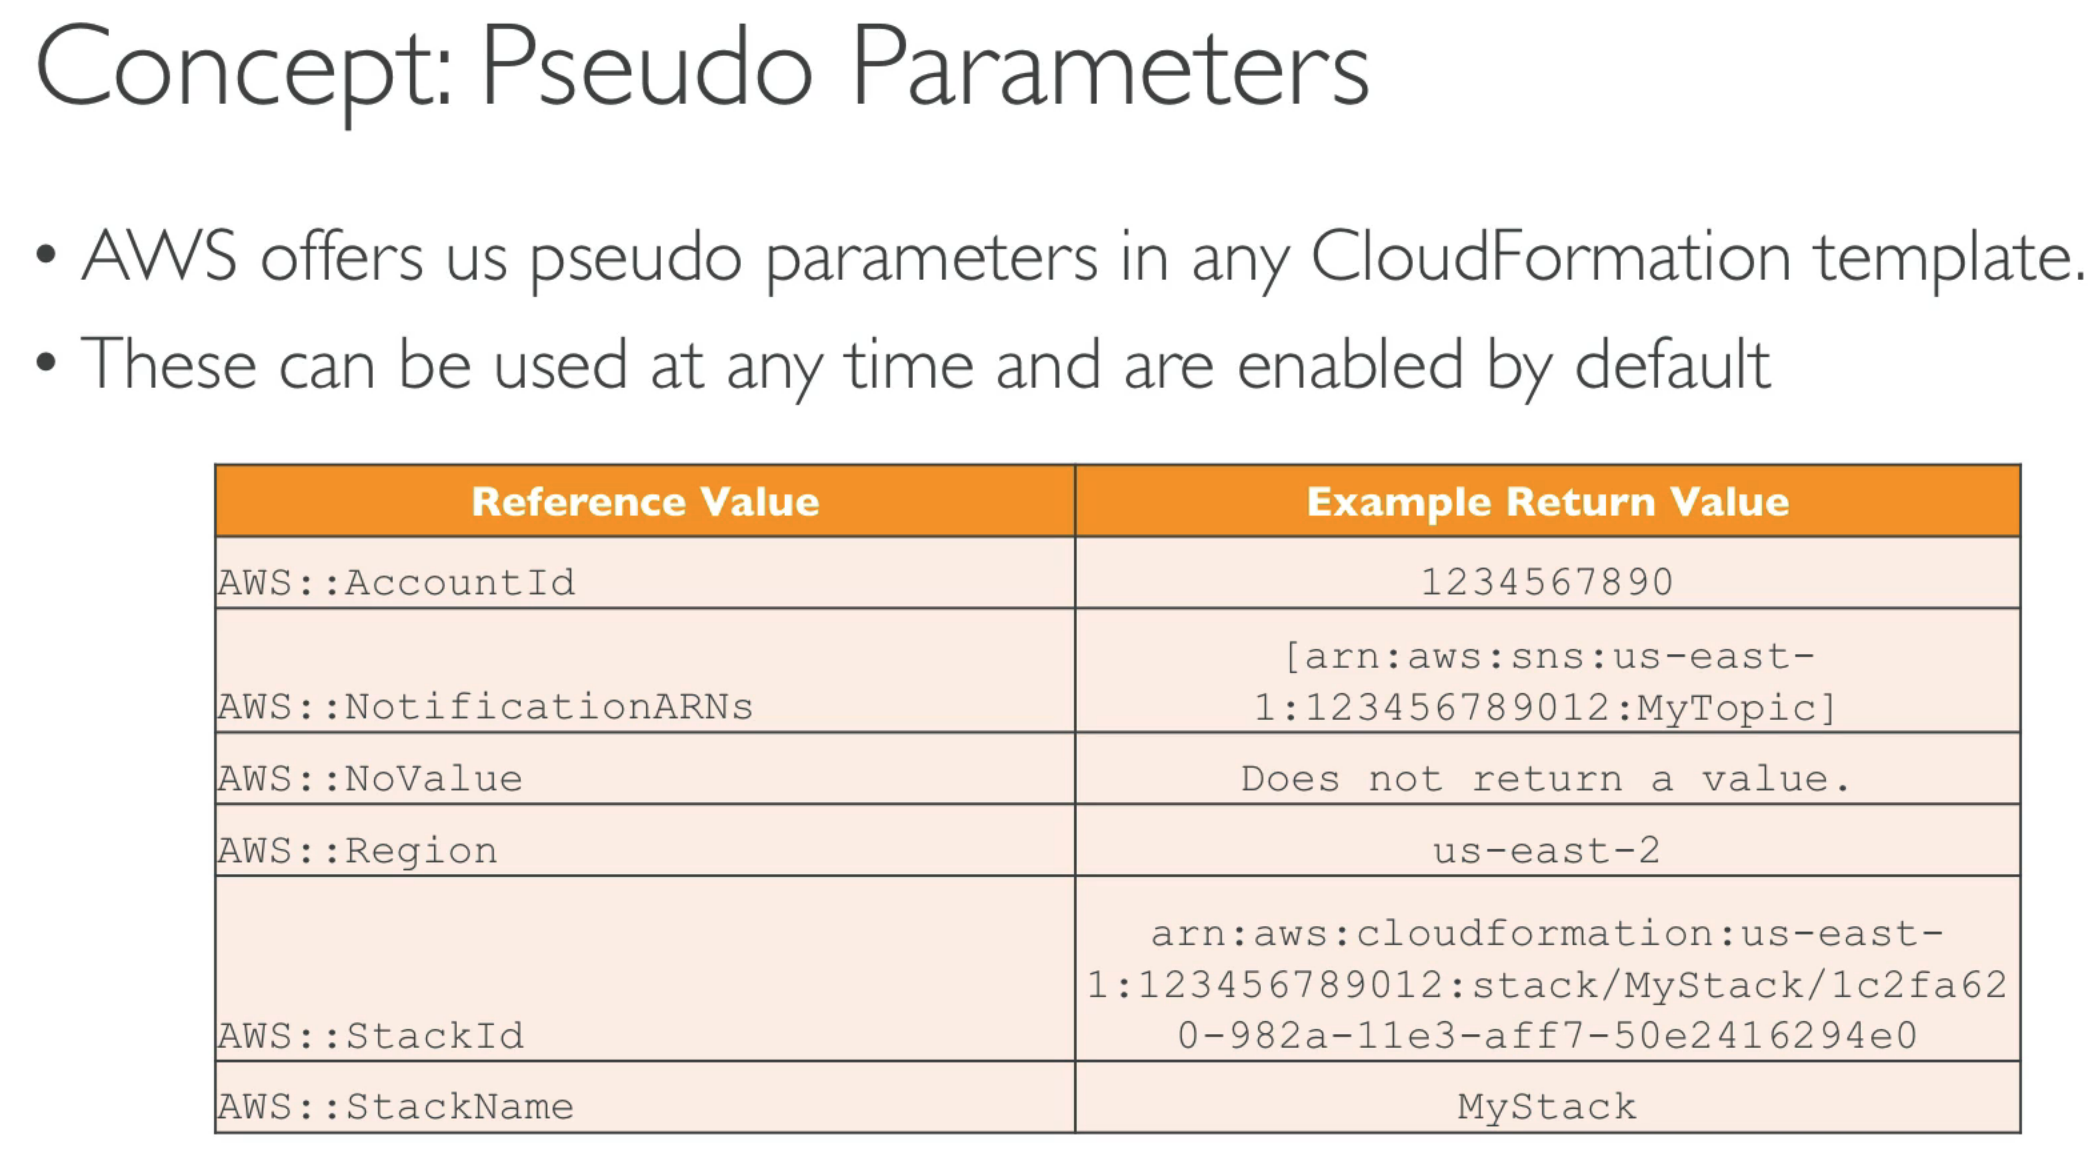 Concept: Pseudo Parameters
• AWS offers us pseudo parameters in any CloudFormation template.
• These can be used at any time and are enabled by default
Reference Value Example Return Value
AWS::AccountId 1234567890
[arn:aws:sns:us-east-
AWS::NotificationARNs 1:123456789012:MyTopic]
AWS::NoValue Does not return a value.
AWS::Region us-east-2
arn:aws:cloudformation:us-east-
1:123456789012:stack/MyStack/1c2fa62
AWS::StackId 0-982a-11e3-aff7-50e2416294e0
AWS::StackName MyStack